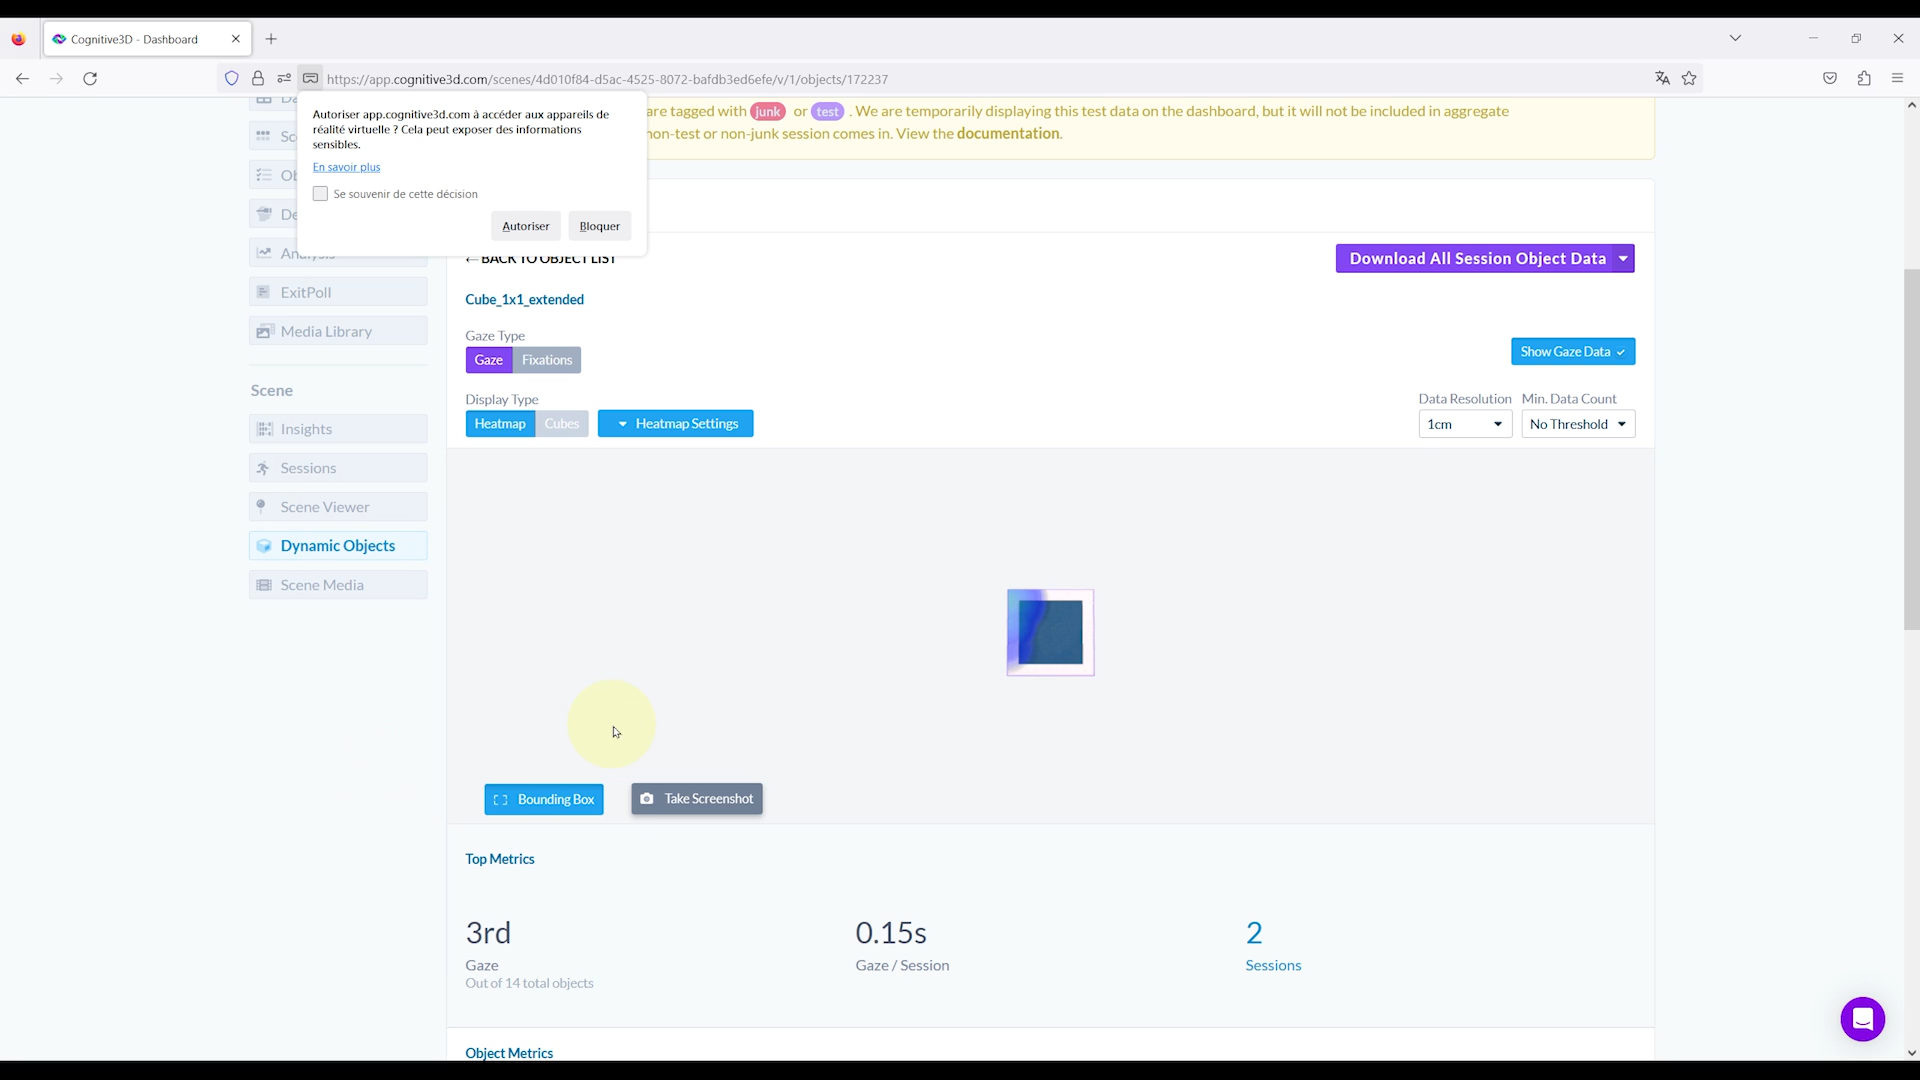 Cognitive3D - Dashboard
https://app.cognitive3d.com/scenes/4d010f84-d5ac-4525-8072-bafdb3ed6efe/v/1/objects/172237
Autoriser app.cognitive3d.com à accéder aux appareils de
réalité virtuelle ? Cela peut exposer des informations
sensibles.
En savoir plus
Se souvenir de cette décision
Autoriser
Bloquer
are tagged with junk or test . We are temporarily displaying this test data on the dashboard, but it will not be included in aggregate
non-test or non-junk session comes in. View the documentation.
ExitPoll
Media Library
Scene
Insights
Sessions
Scene Viewer
Dynamic Objects
Scene Media
← BACK TO OBJECT LIST
Download All Session Object Data
Cube_1x1_extended
Gaze Type
Gaze
Fixations
Show Gaze Data
Display Type
Heatmap
Cubes
Heatmap Settings
Data Resolution
Min. Data Count
1cm
No Threshold
Bounding Box
Take Screenshot
Top Metrics
3rd
0.15s
2
Gaze
Gaze / Session
Sessions
Out of 14 total objects
Object Metrics